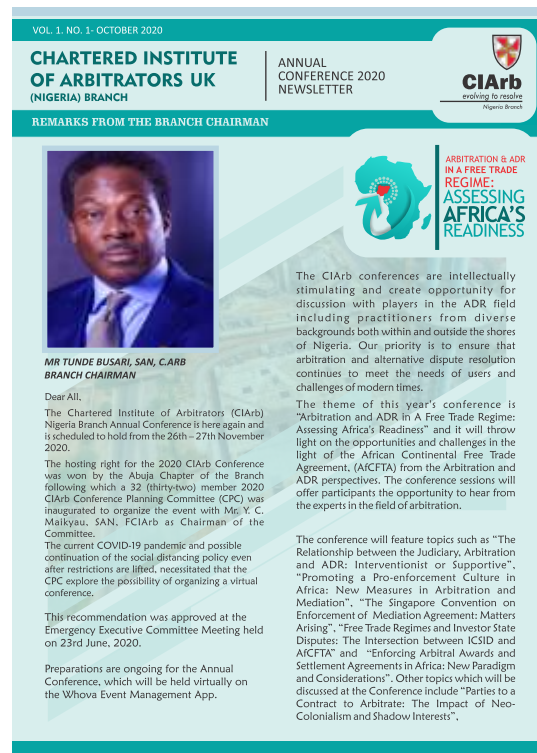 VOL. 1. NO. 1- OCTOBER 2020
CHARTERED INSTITUTE
OF ARBITRATORS UK
(NIGERIA) BRANCH
ANNUAL
CONFERENCE 2020
NEWSLETTER
CIArb
evolving to resolve
Nigeria Branch
REMARKS FROM THE BRANCH CHAIRMAN
ARBITRATION & ADR
IN A FREE TRADE
REGIME:
ASSESSING
AFRICA'S
READINESS
MR TUNDE BUSARI, SAN, C.ARB
BRANCH CHAIRMAN
Dear All,
The Chartered Institute of Arbitrators (CIArb)
Nigeria Branch Annual Conference is here again and
is scheduled to hold from the 26th – 27th November
2020.
The hosting right for the 2020 CIArb Conference
was won by the Abuja Chapter of the Branch
following which a 32 (thirty-two) member 2020
CIArb Conference Planning Committee (CPC) was
inaugurated to organize the event with Mr. Y. C.
Maikyau, SAN, FCIArb as Chairman of the
Committee.
The current COVID-19 pandemic and possible
continuation of the social distancing policy even
after restrictions are lifted, necessitated that the
CPC explore the possibility of organizing a virtual
conference.
This recommendation was approved at the
Emergency Executive Committee Meeting held
on 23rd June, 2020.
Preparations are ongoing for the Annual
Conference, which will be held virtually on
the Whova Event Management App.
The CIArb conferences are intellectually
stimulating and create opportunity for
discussion with players in the ADR field
including practitioners from diverse
backgrounds both within and outside the shores
of Nigeria. Our priority is to ensure that
arbitration and alternative dispute resolution
continues to meet the needs of users and
challenges of modern times.
The theme of this year's conference is
"Arbitration and ADR in A Free Trade Regime:
Assessing Africa's Readiness" and it will throw
light on the opportunities and challenges in the
light of the African Continental Free Trade
Agreement, (AfCFTA) from the Arbitration and
ADR perspectives. The conference sessions will
offer participants the opportunity to hear from
the experts in the field of arbitration.
The conference will feature topics such as "The
Relationship between the Judiciary, Arbitration
and ADR: Interventionist or Supportive",
"Promoting a Pro-enforcement Culture in
Africa: New Measures in Arbitration and
Mediation", "The Singapore Convention on
Enforcement of Mediation Agreement: Matters
Arising", "Free Trade Regimes and Investor State
Disputes: The Intersection between ICSID and
AfCFTA" and "Enforcing Arbitral Awards and
Settlement Agreements in Africa: New Paradigm
and Considerations". Other topics which will be
discussed at the Conference include "Parties to a
Contract to Arbitrate: The Impact of Neo-
Colonialism and Shadow Interests",